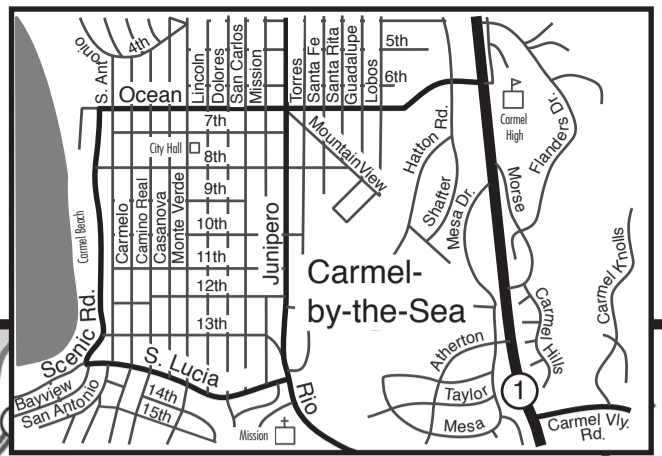 S. Antonio
4th
Lincoln
Dolores
San Carlos
Mission
Torres
Santa Fe
Santa Rita
Guadalupe
Lobos
5th
6th
Ocean
7th
City Hall
8th
Mountain View
Hatton Rd.
Carmel
High
Flanders Dr.
Carmel Beach
Carmelo
Camino Real
Casanova
Monte Verde
9th
10th
11th
12th
13th
Junipero
Shafter
Mesa Dr.
Morse
Carmel-
by-the-Sea
Carmel Knolls
Carmel Hills
Scenic Rd.
S. Lucia
Rio
Atherton
Taylor
Mesa
1
Carmel Vly.
Rd.
Bayview
San Antonio
14th
15th
Mission